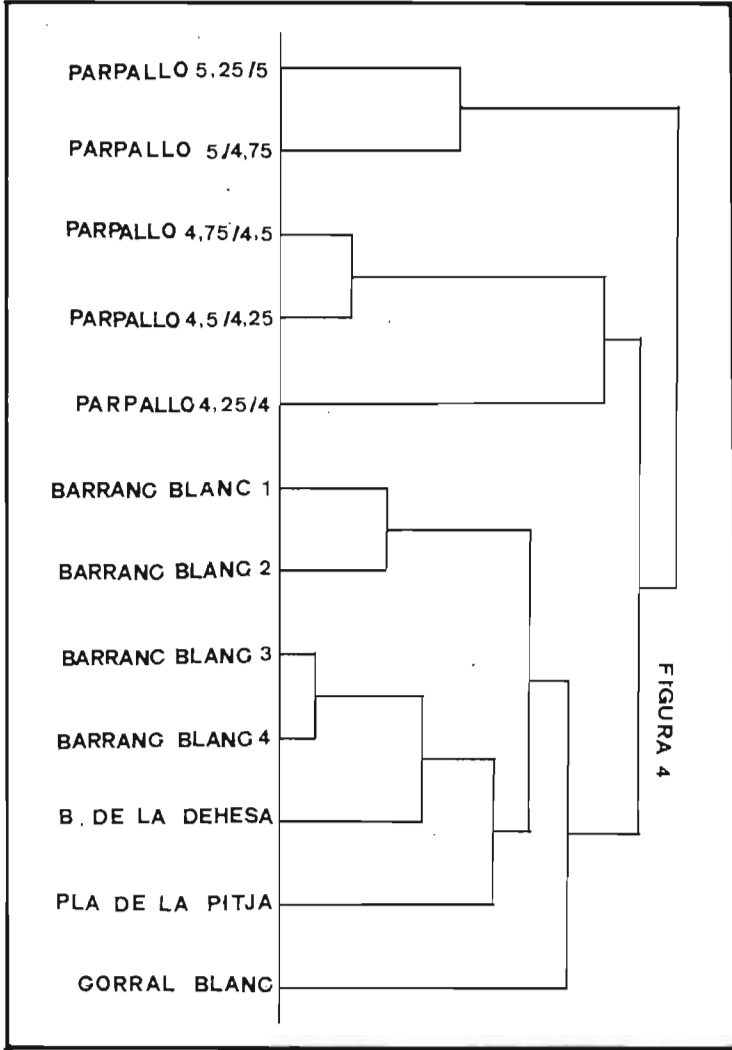 PARPALLO 5,25/5
PARPALLO 5/4,75
PARPALLO 4,75/4,5
PARPALLO 4,5/4,25
PARPALLO 4,25/4
BARRANC BLANC 1
BARRANC BLANC 2
BARRANC BLANC 3
BARRANC BLANC 4
B. DE LA DEHESA
PLA DE LA PITJA
GORRAL BLANC
FIGURA 4